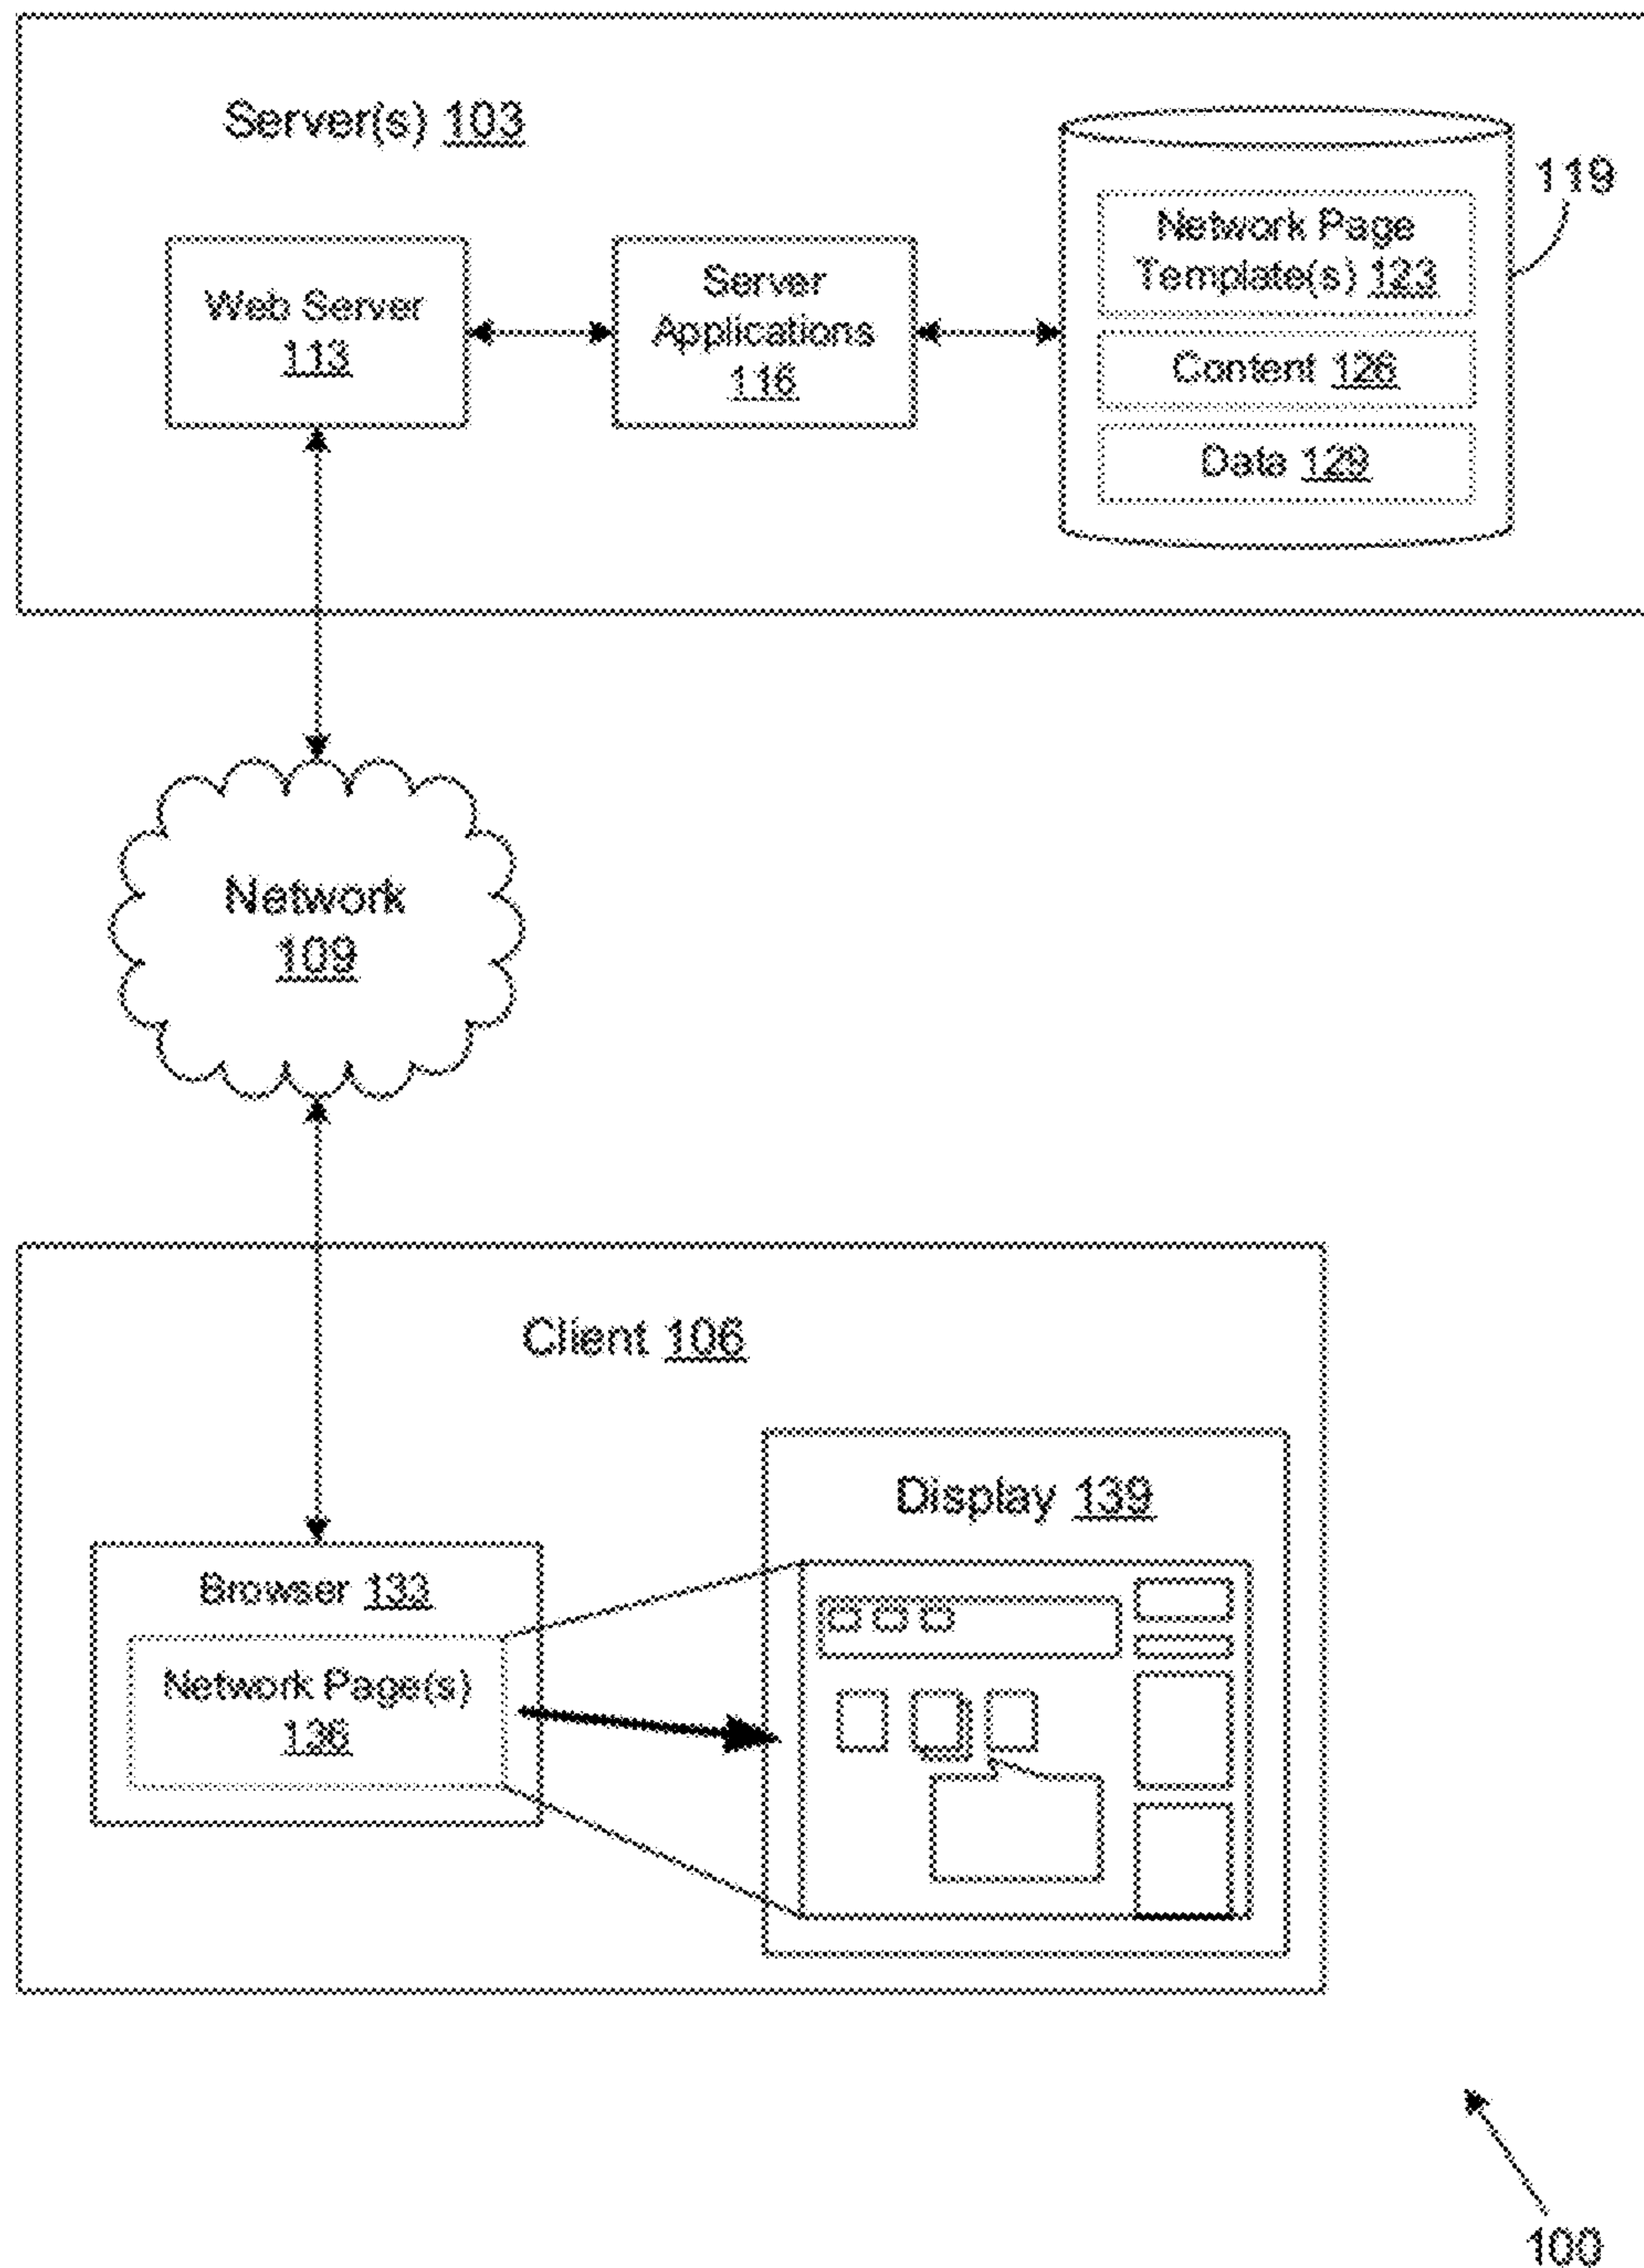 Server(s) 103
119
Network Page
Template(s) 123
Content 126
Data 129
Web Server
113
Server
Applications
116
Network
109
Client 106
Display 139
Browser 133
Network Page(s)
136
100